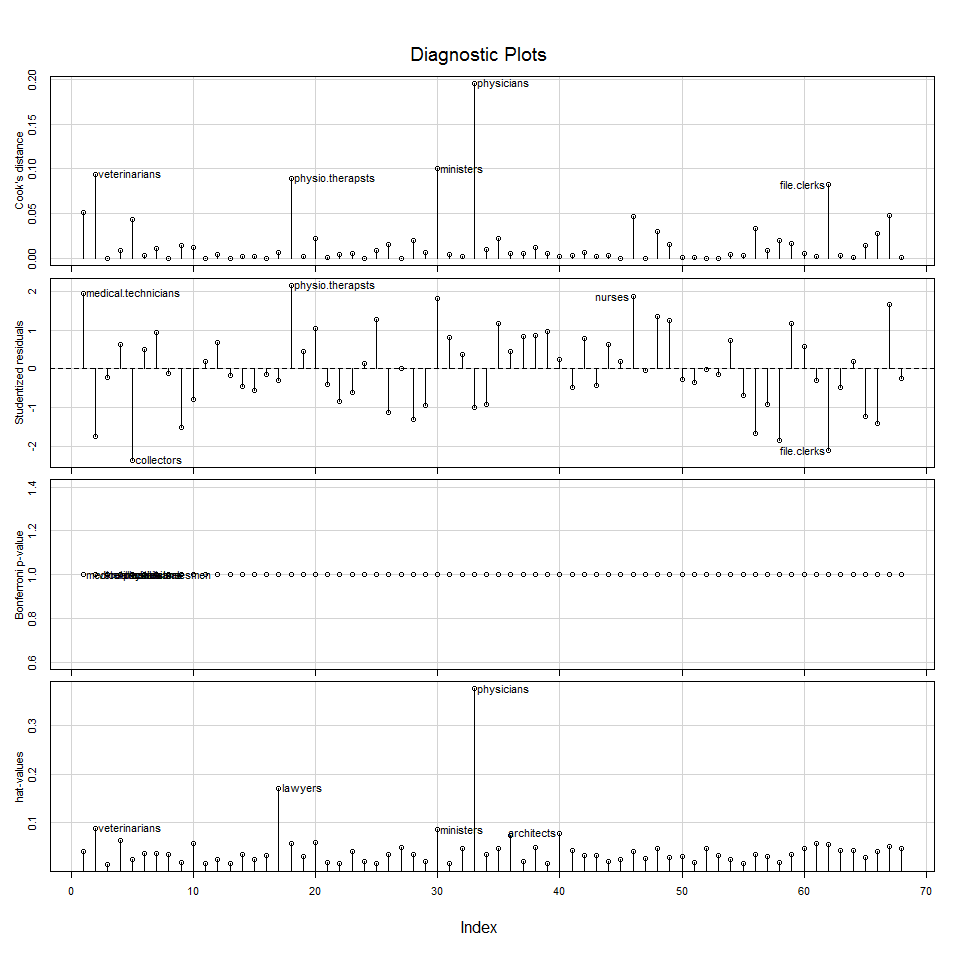 Diagnostic Plots
Cook's distance
0.20
0.15
0.10
0.05
0.00
physicians
veterinarians
physio.therapsts
ministers
file.clerks
Studentized residuals
2
1
0
-1
-2
medical.technicians
physio.therapsts
nurses
collectors
file.clerks
Bonferroni p-value
1.4
1.2
1.0
0.8
0.6
hat-values
0.3
0.2
0.1
physicians
lawyers
veterinarians
ministers
architects
0 10 20 30 40 50 60 70
Index